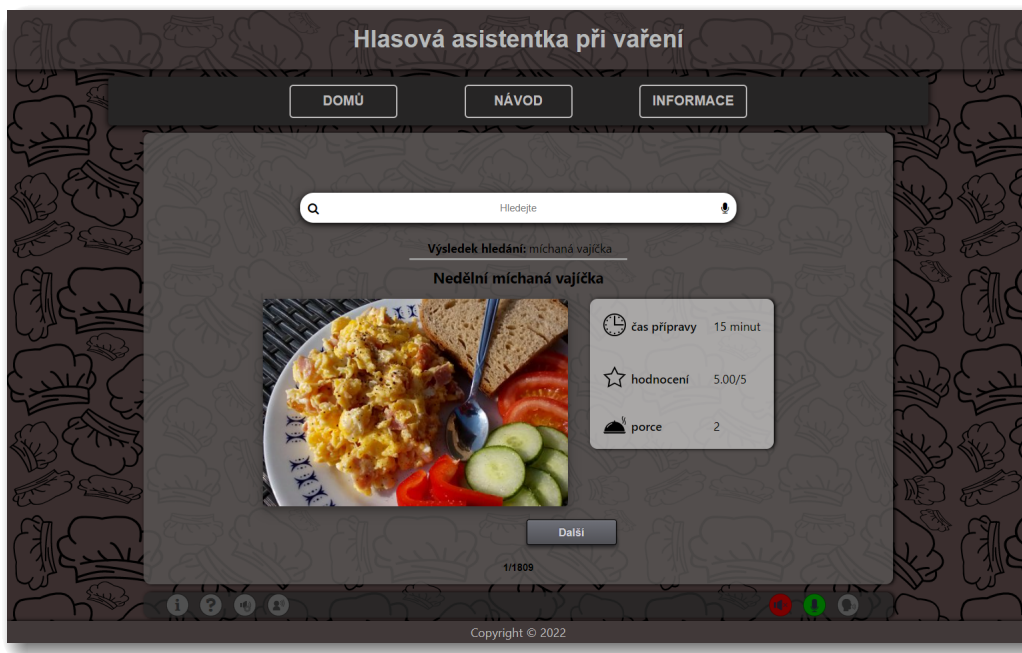 Hlasová asistentka při vaření
DOMŮ
NÁVOD
INFORMACE
Hledejte
Výsledek hledání: míchaná vajíčka
Nedělní míchaná vajíčka
čas přípravy 15 minut
hodnocení 5.00/5
porce 2
Další
1/1809
Copyright © 2022